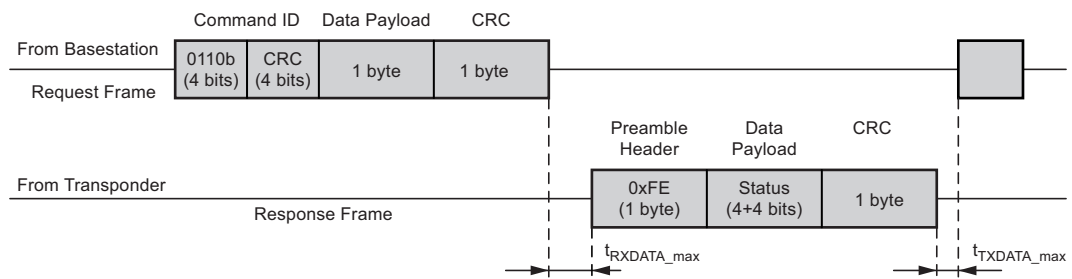 Command ID Data Payload CRC
From Basestation
Request Frame
0110b
(4 bits)
CRC
(4 bits)
1 byte
1 byte
Preamble
Header
Data
Payload
CRC
From Transponder
Response Frame
0xFE
(1 byte)
Status
(4+4 bits)
1 byte
tRXDATA_max
tTXDATA_max